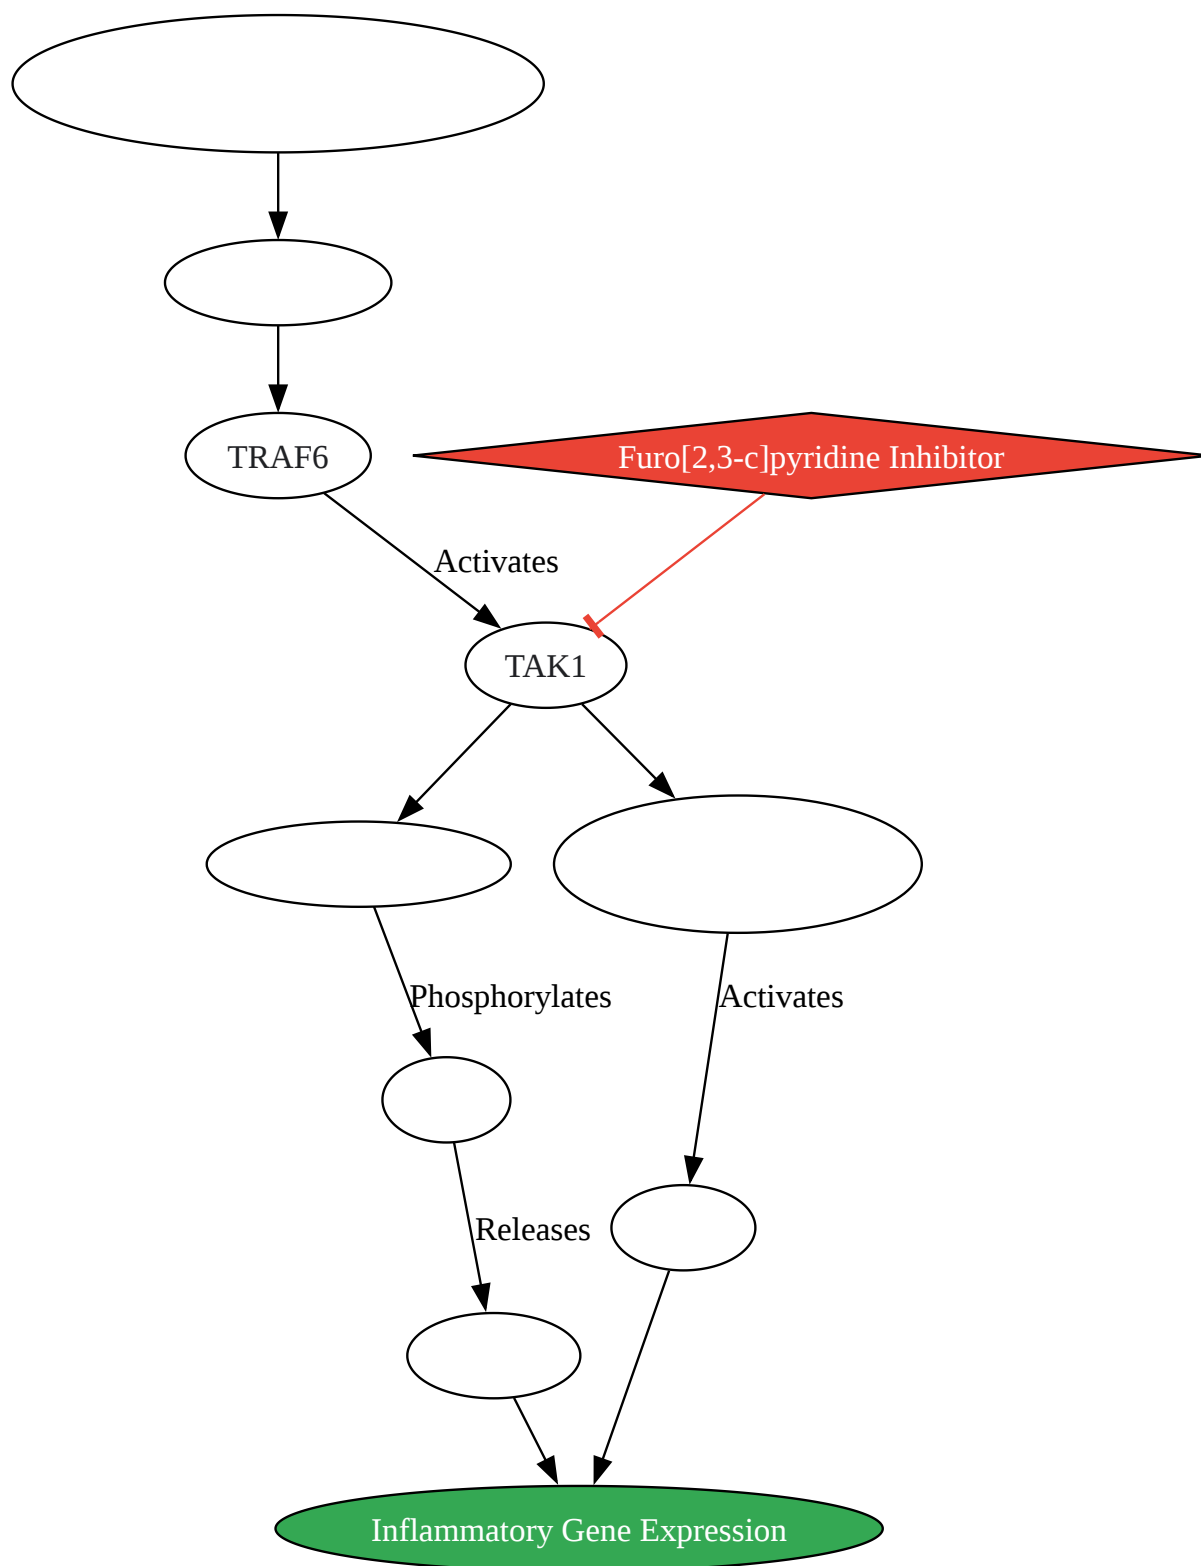 TRAF6
Furo[2,3-c]pyridine Inhibitor
Activates
TAK1
Phosphorylates
Activates
Releases
Inflammatory Gene Expression